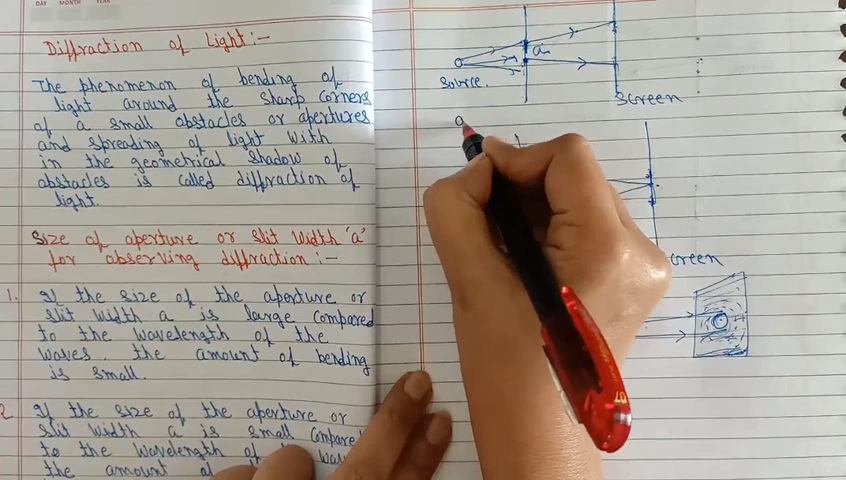 DAY MONTH YEAR
Diffraction of Light:-
The phenomenon of bending of
light around the sharp corners
of a small obstacles or apertures
and spreading of light with
in the geometrical shadow of
obstacles is called diffraction of
light.
Size of aperture or slit width 'a'
for observing diffraction:-
1. If the size of the aperture or
slit width a is large compared
to the wavelength of the
waves. the amount of bending
is small.
2. If the size of the aperture or
slit width a is small compare
to the wavelength of
the amount of
a
Source.
Screen
a
creen